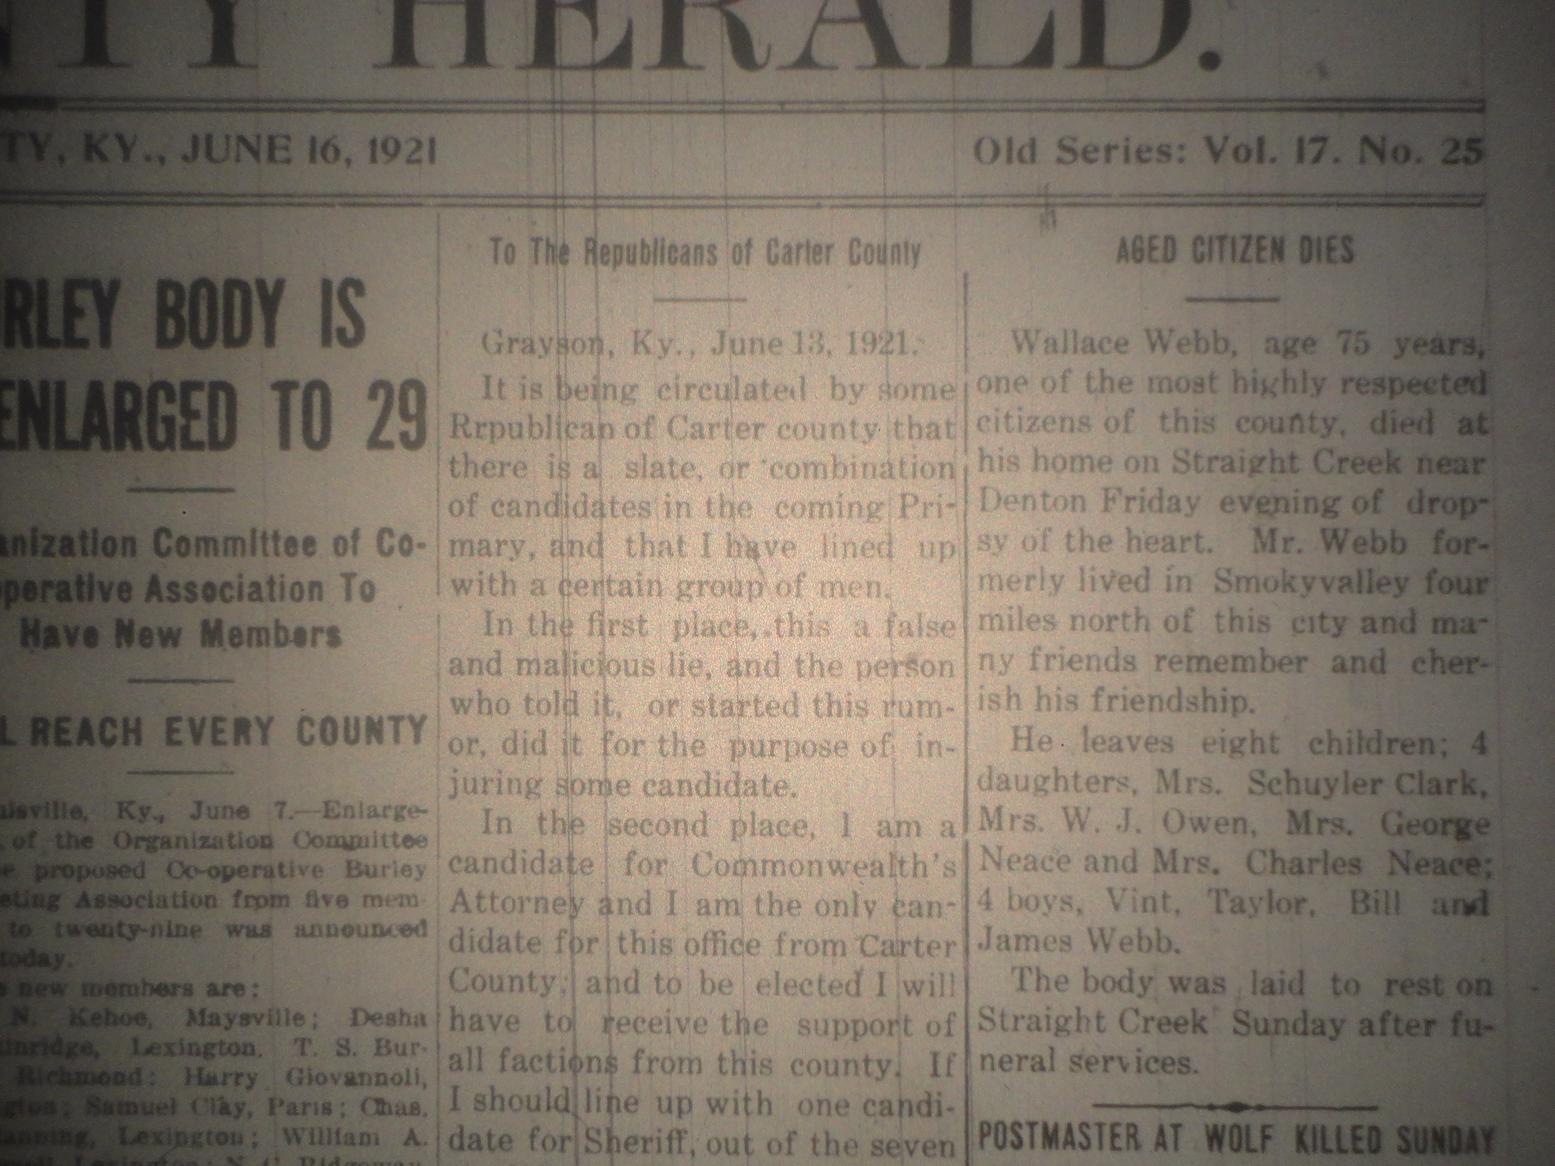 HERALD.
KY., JUNE 16, 1921
Old Series: Vol. 17. No. 25
BODY IS
ENLARGED TO 29
Committee of Co-
Association To
Have New Members
REACH EVERY COUNTY
Ky., June 7.—Enlarge-
of the Organization Committee
proposed Co-operative Burley
Association from five mem-
to twenty-nine was announced
today.
new members are:
N. Kehoe, Maysville; Desha
Lexington. T. S. Bur-
Richmond: Harry Giovannoli,
Samuel Clay, Paris; Chas.
Lexington; William A.
To The Republicans of Carter County
Grayson, Ky., June 13, 1921.
It is being circulated by some
Rrpublican of Carter county that
there is a slate, or combination
of candidates in the coming Pri-
mary, and that I have lined up
with a certain group of men.
In the first place, this a false
and malicious lie, and the person
who told it, or started this rum-
or, did it for the purpose of in-
juring some candidate.
In the second place, I am a
candidate for Commonwealth's
Attorney and I am the only can-
didate for this office from Carter
County; and to be elected I will
have to receive the support of
all factions from this county. If
I should line up with one candi-
date for Sheriff, out of the seven
AGED CITIZEN DIES
Wallace Webb, age 75 years,
one of the most highly respected
citizens of this county, died at
his home on Straight Creek near
Denton Friday evening of drop-
sy of the heart. Mr. Webb for-
merly lived in Smokyvalley four
miles north of this city and ma-
ny friends remember and cher-
ish his friendship.
He leaves eight children; 4
daughters, Mrs. Schuyler Clark,
Mrs. W. J. Owen, Mrs. George
Neace and Mrs. Charles Neace;
4 boys, Vint, Taylor, Bill and
James Webb.
The body was laid to rest on
Straight Creek Sunday after fu-
neral services.
POSTMASTER AT WOLF KILLED SUNDAY